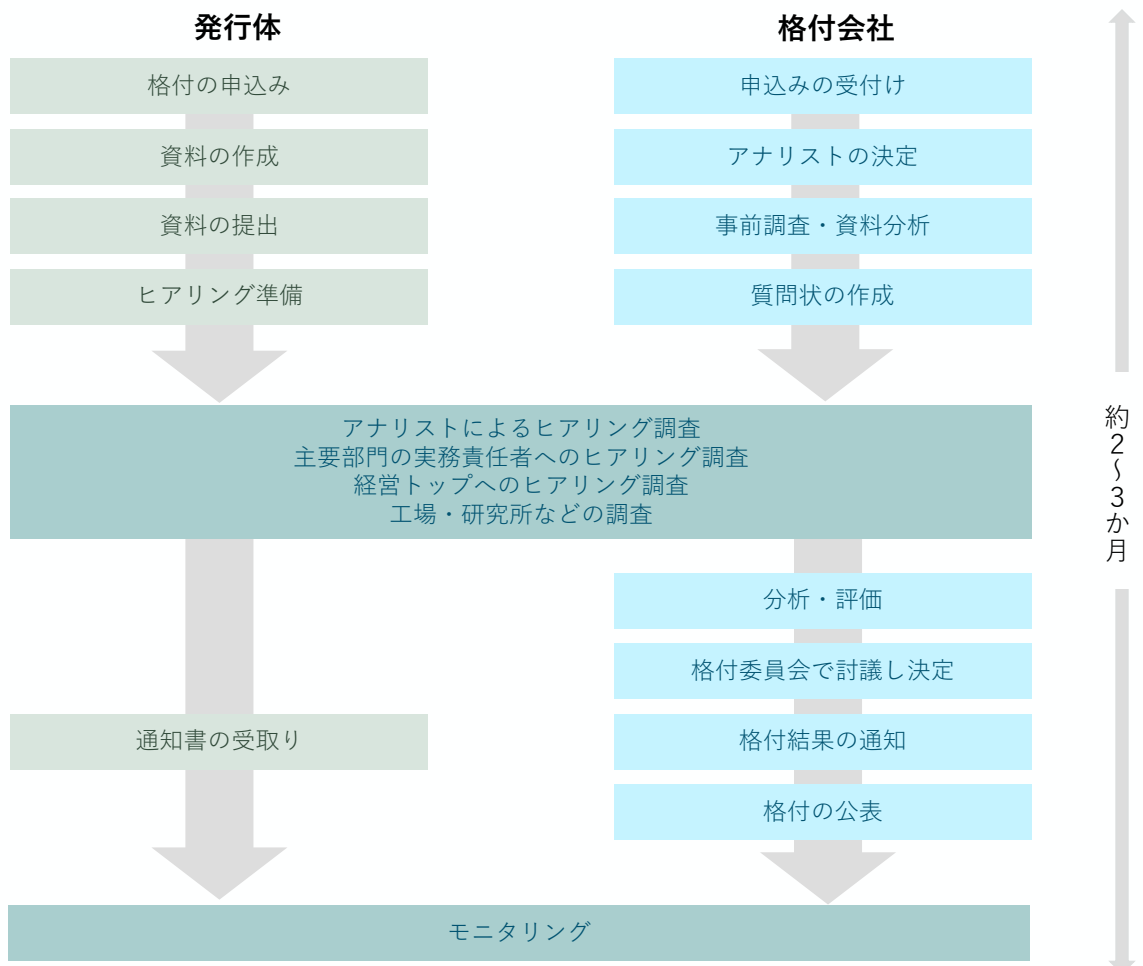 発行体
格付会社
格付の申込み
申込みの受付け
資料の作成
アナリストの決定
資料の提出
事前調査・資料分析
ヒアリング準備
質問状の作成
アナリストによるヒアリング調査
主要部門の実務責任者へのヒアリング調査
経営トップへのヒアリング調査
工場・研究所などの調査
約2〜3か月
分析・評価
格付委員会で討議し決定
通知書の受取り
格付結果の通知
格付の公表
モニタリング